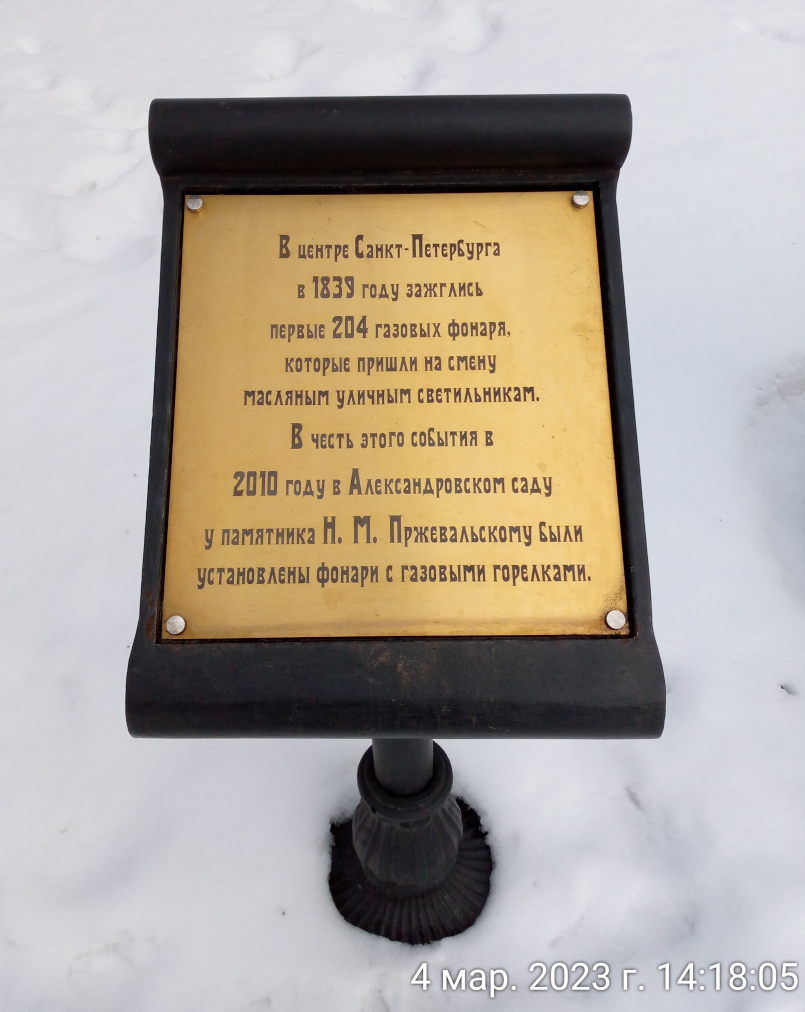 В центре Санкт-Петербурга
в 1839 году зажглись
первые 204 газовых фонаря,
которые пришли на смену
масляным уличным светильникам.
В честь этого события в
2010 году в Александровском саду
у памятника Н. М. Пржевальскому были
установлены фонари с газовыми горелками.
4 мар. 2023 г. 14:18:05